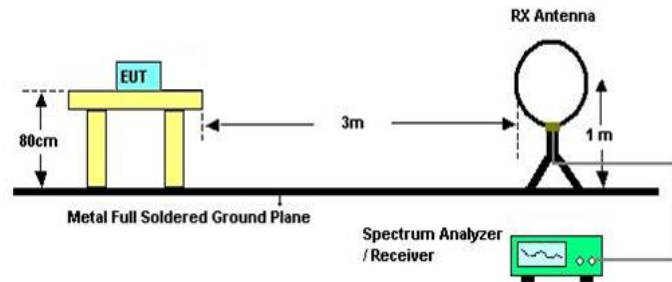 RX Antenna
EUT
3m
80cm
1 m
Metal Full Soldered Ground Plane
Spectrum Analyzer
/ Receiver